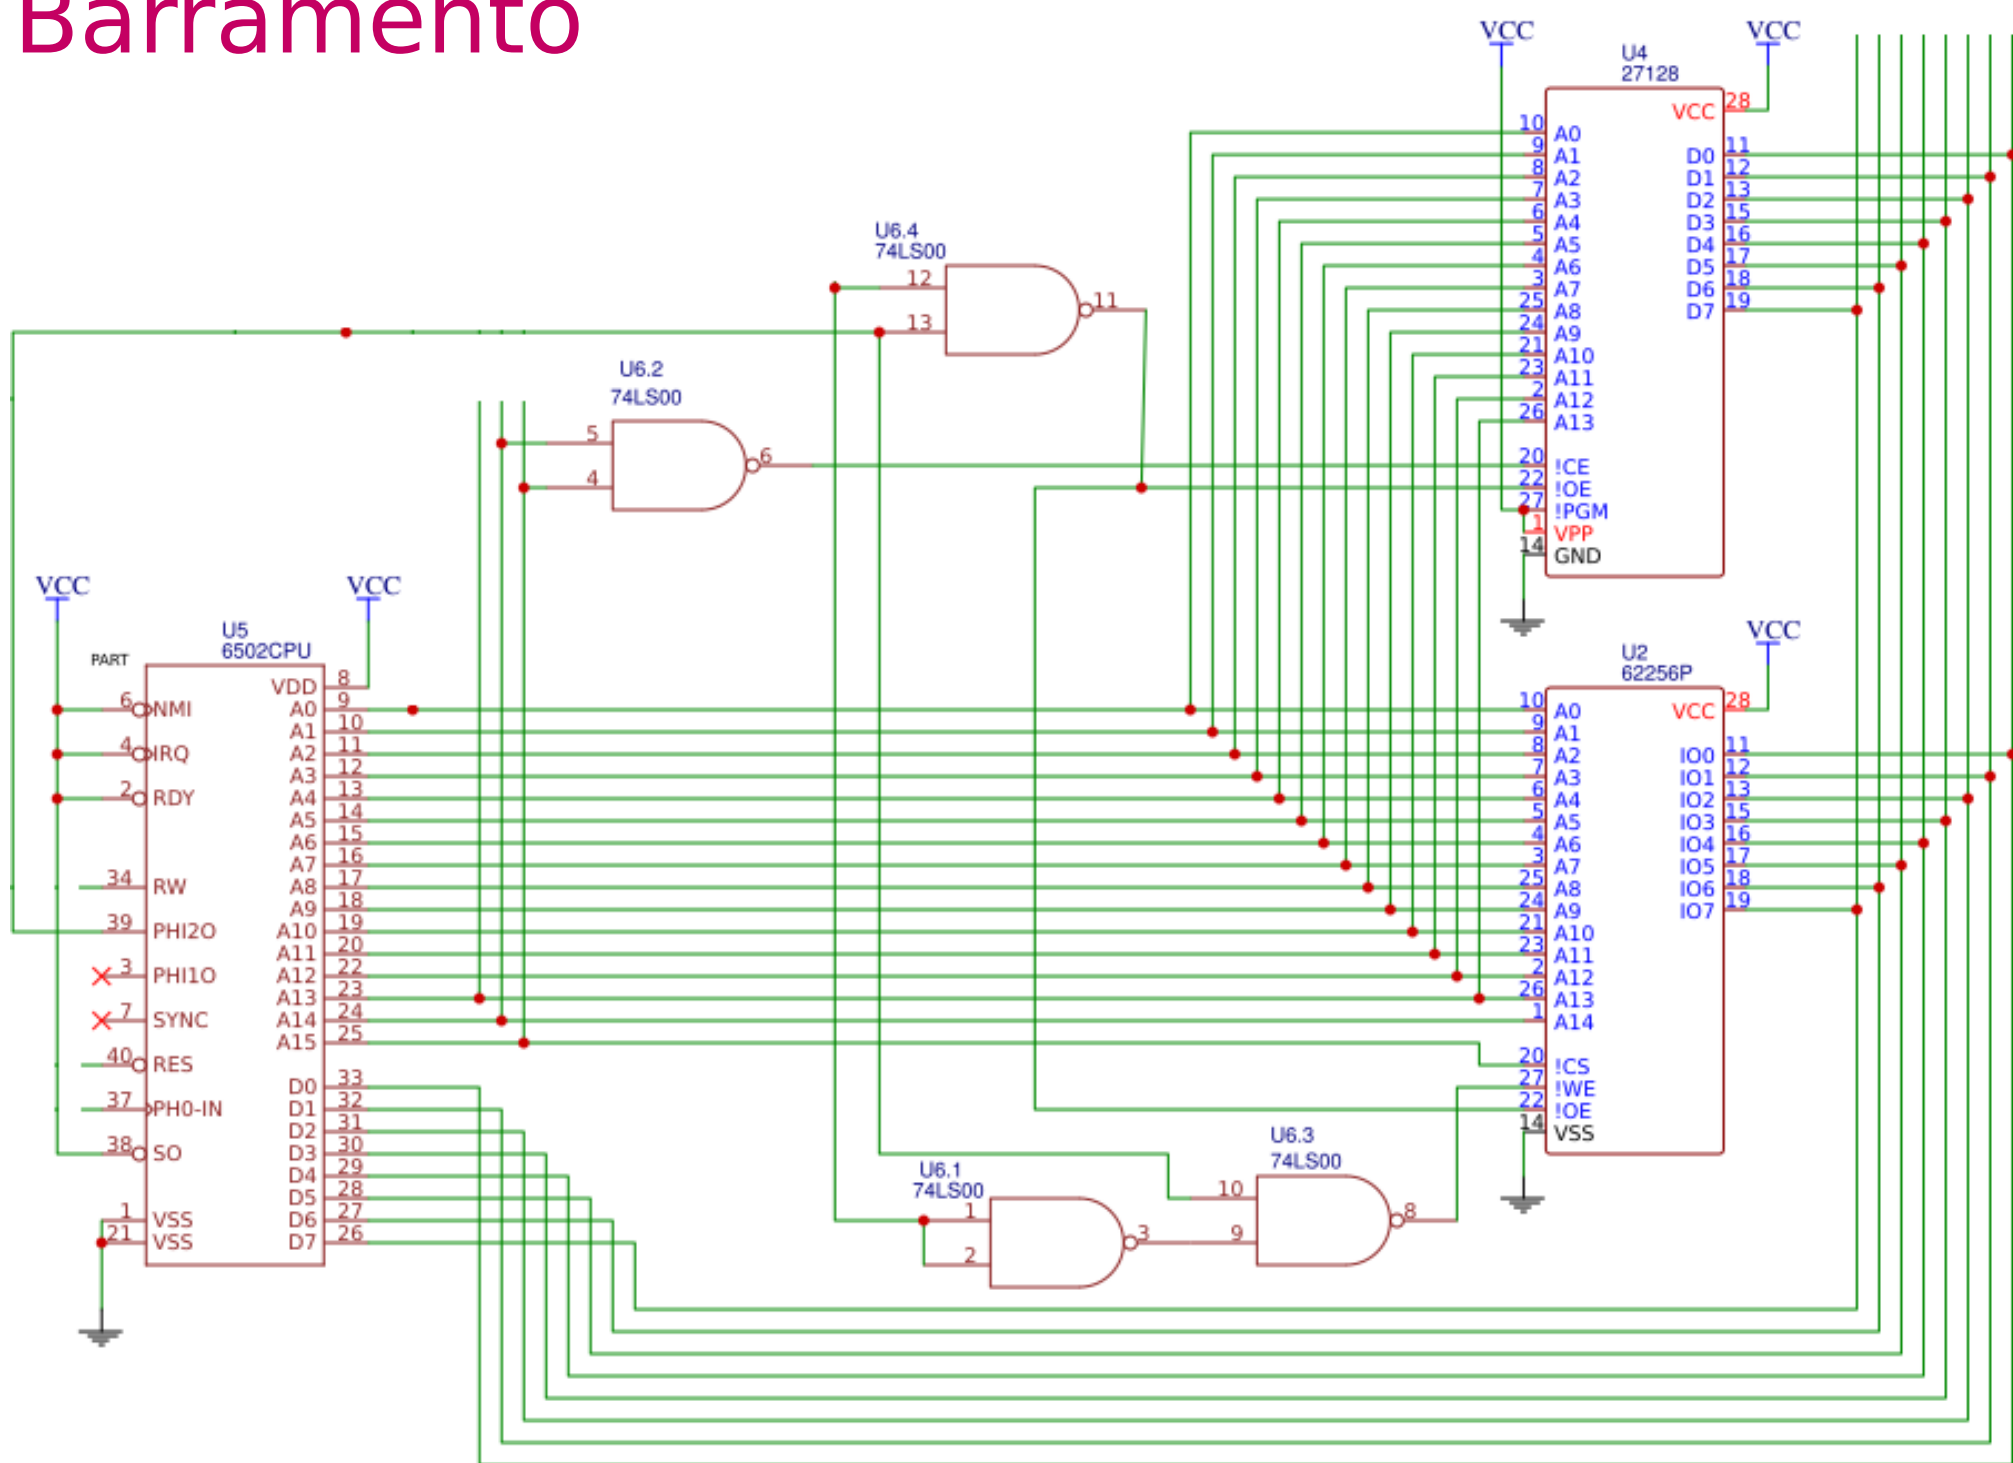 Barramento
VCC
VCC
U4
27128
VCC 28
10 A0
9 A1
8 A2
7 A3
6 A4
5 A5
4 A6
3 A7
25 A8
24 A9
21 A10
23 A11
2 A12
26 A13
20 !CE
22 !OE
27 !PGM
1 VPP
14 GND
D0 11
D1 12
D2 13
D3 15
D4 16
D5 17
D6 18
D7 19
U6.4
74LS00
12
13
11
U6.2
74LS00
5
4
6
VCC
VCC
U5
6502CPU
PART
6 NMI
4 IRQ
2 RDY
34 RW
39 PHI2O
3 PHI1O
7 SYNC
40 RES
37 PH0-IN
38 SO
1 VSS
21 VSS
VDD 8
A0 9
A1 10
A2 11
A3 12
A4 13
A5 14
A6 15
A7 16
A8 17
A9 18
A10 19
A11 20
A12 22
A13 23
A14 24
A15 25
D0 33
D1 32
D2 31
D3 30
D4 29
D5 28
D6 27
D7 26
VCC
U2
62256P
VCC 28
10 A0
9 A1
8 A2
7 A3
6 A4
5 A5
4 A6
3 A7
25 A8
24 A9
21 A10
23 A11
2 A12
26 A13
1 A14
20 !CS
27 !WE
22 !OE
14 VSS
IO0 11
IO1 12
IO2 13
IO3 15
IO4 16
IO5 17
IO6 18
IO7 19
U6.1
74LS00
1
2
3
U6.3
74LS00
10
9
8